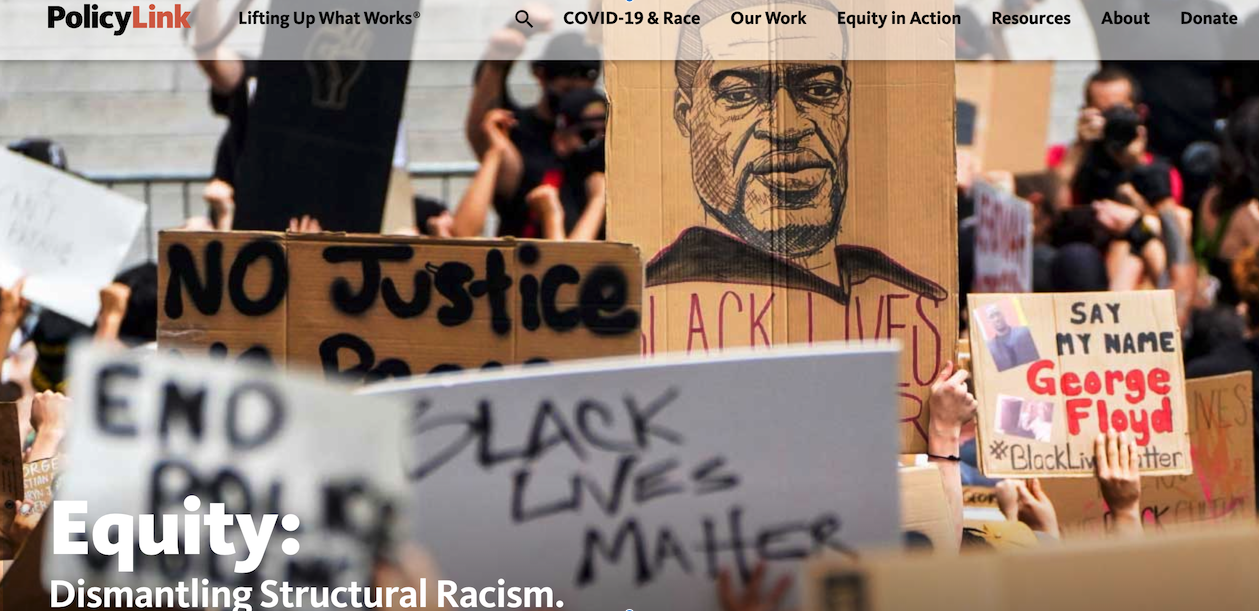 PolicyLink
Lifting Up What Works®
COVID-19 & Race
Our Work
Equity in Action
Resources
About
Donate
NO Justice
BLACK LIVES
SAY
MY NAME
George
Floyd
#BlackLivesMatter
END
BLACK
LIVES
MATTER
Equity:
Dismantling Structural Racism.